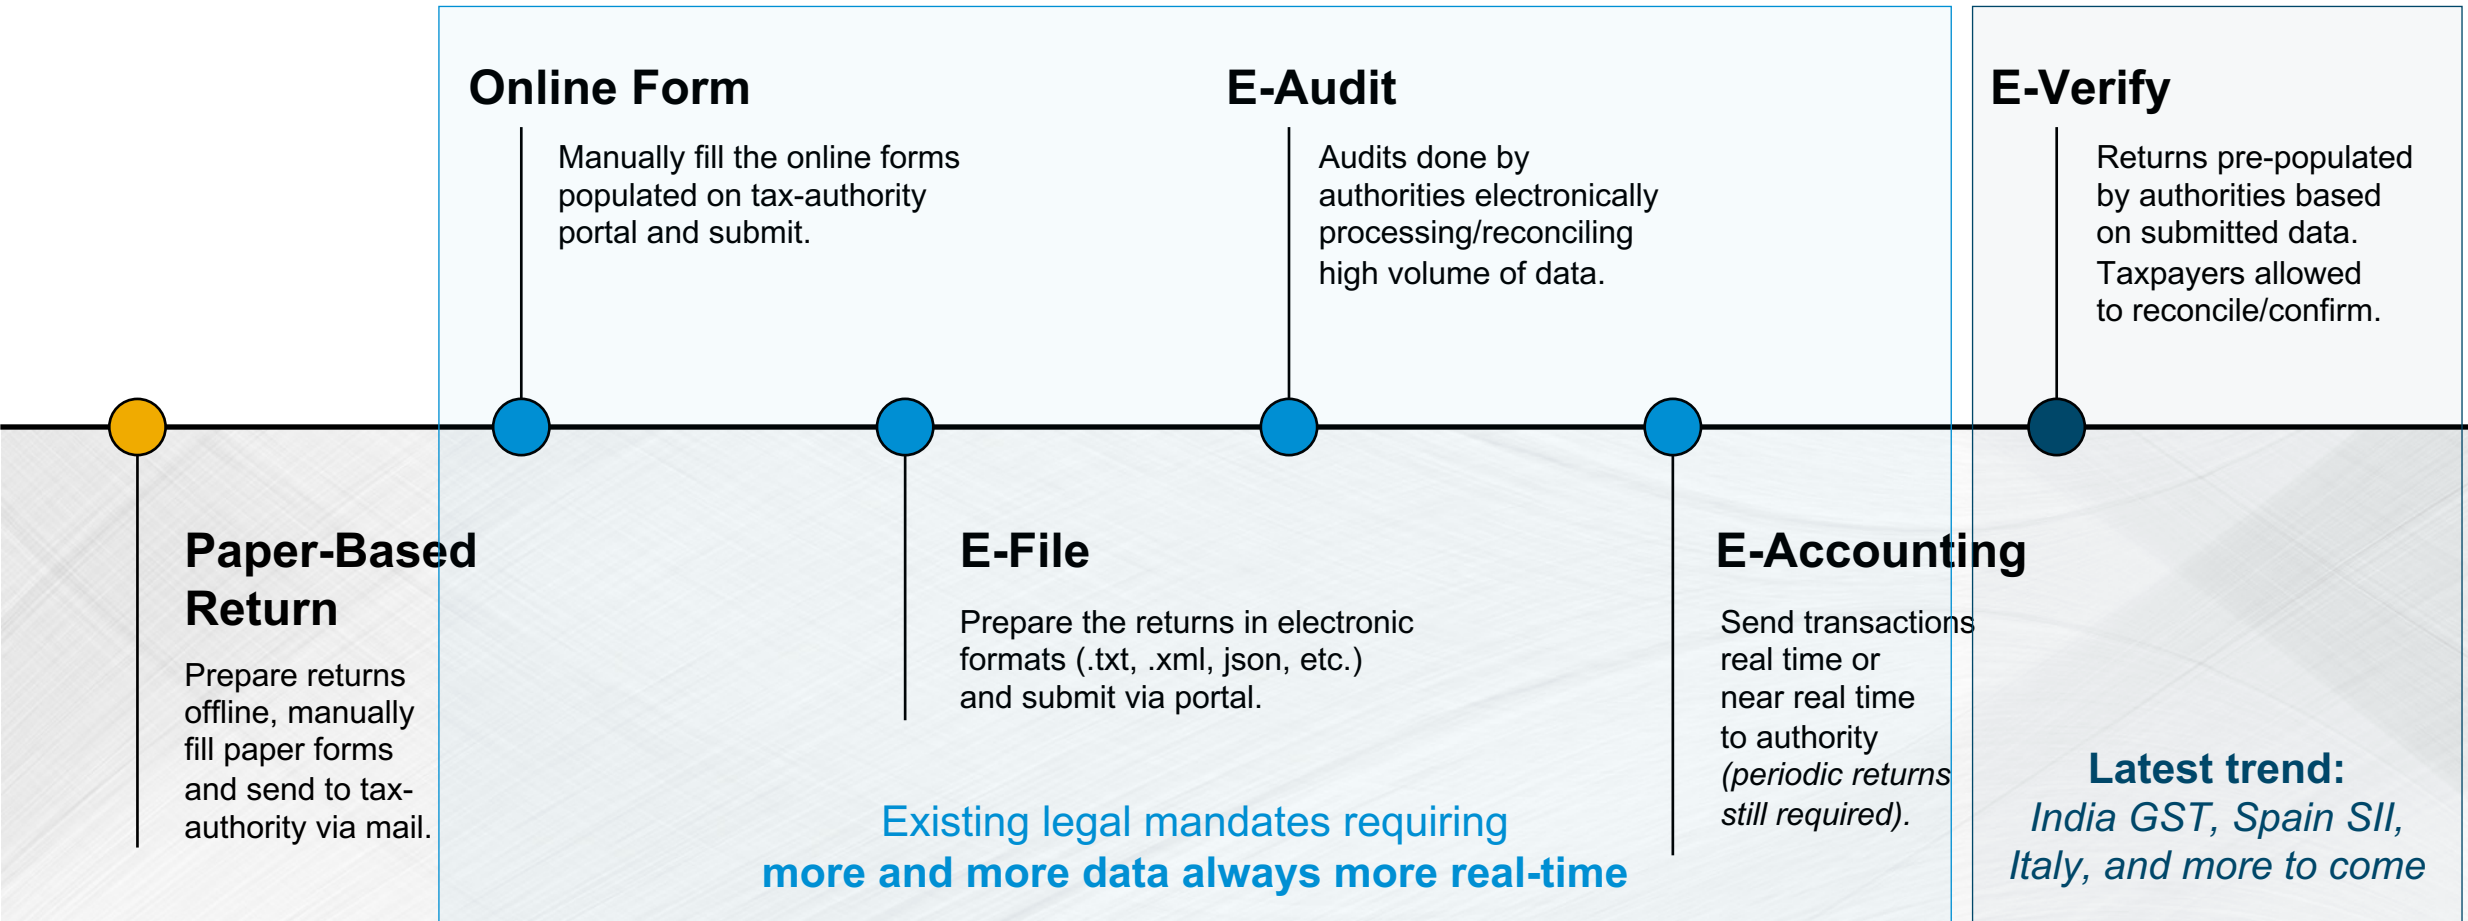 Online Form
Manually fill the online forms
populated on tax-authority
portal and submit.
E-Audit
Audits done by
authorities electronically
processing/reconciling
high volume of data.
E-Verify
Returns pre-populated
by authorities based
on submitted data.
Taxpayers allowed
to reconcile/confirm.
Paper-Based
Return
Prepare returns
offline, manually
fill paper forms
and send to tax-
authority via mail.
E-File
Prepare the returns in electronic
formats (.txt, .xml, json, etc.)
and submit via portal.
E-Accounting
Send transactions
real time or
near real time
to authority
(periodic returns
still required).
Existing legal mandates requiring
more and more data always more real-time
Latest trend:
India GST, Spain SII,
Italy, and more to come